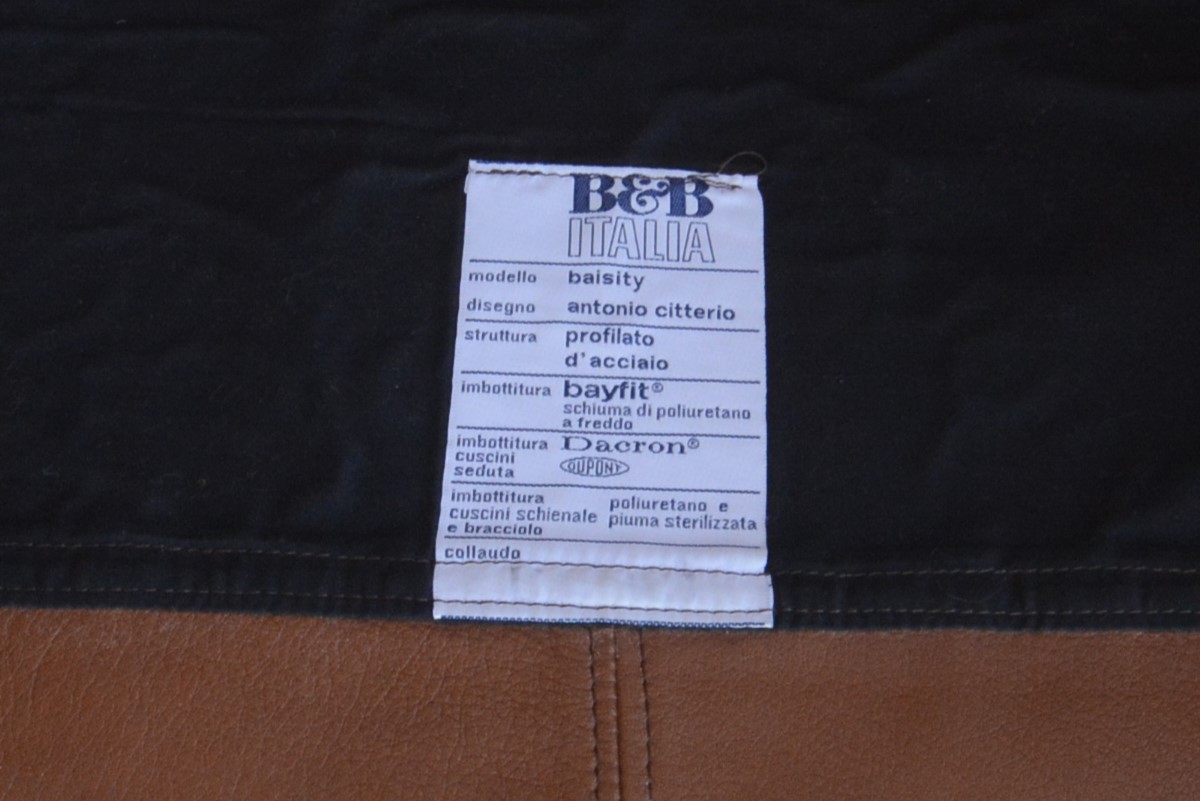 B&B
ITALIA
modello baisity
disegno antonio citterio
struttura profilato
d'acciaio
imbottitura bayfit®
schiuma di poliuretano
a freddo
imbottitura Dacron®
cuscini DUPONT
seduta
imbottitura poliuretano e
cuscini schienale piuma sterilizzata
e bracciolo
collaudo